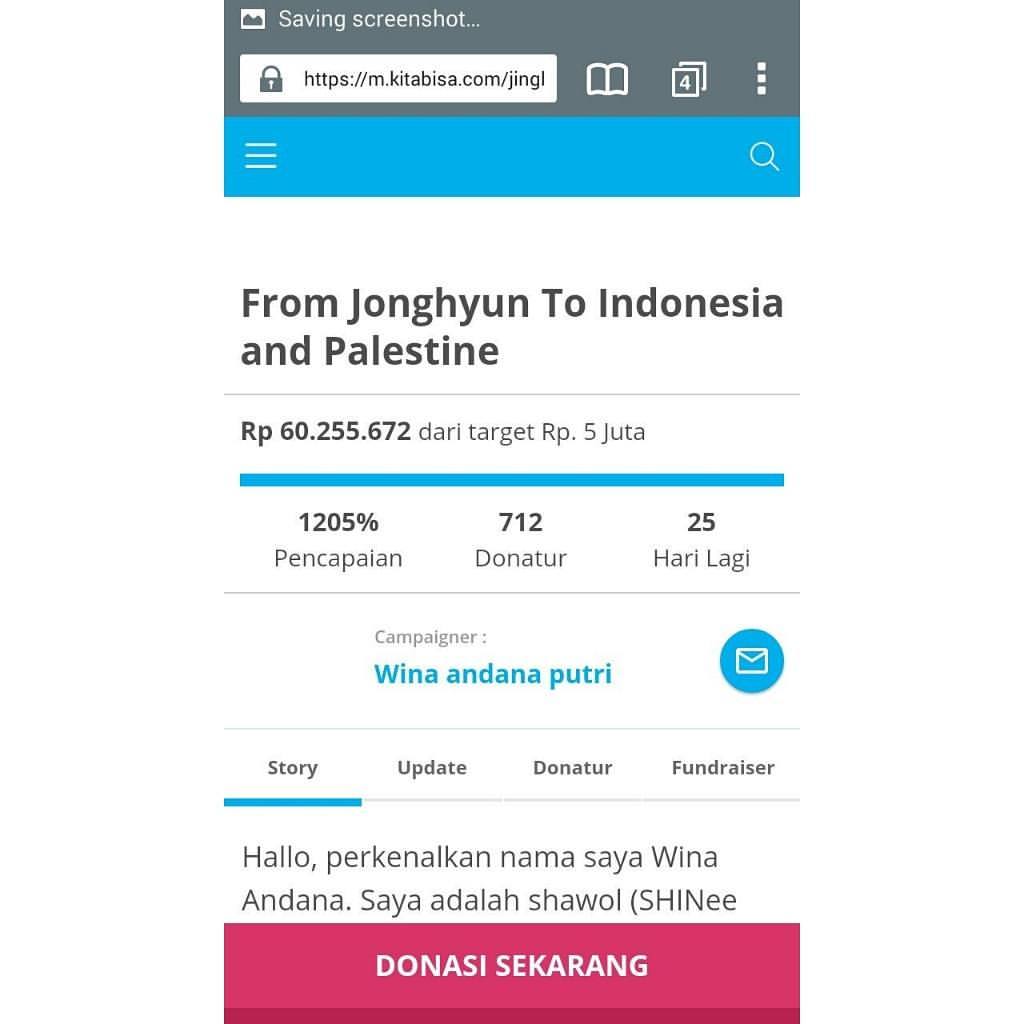 Saving screenshot...
https://m.kitabisa.com/jingl
4
From Jonghyun To Indonesia
and Palestine
Rp 60.255.672 dari target Rp. 5 Juta
1205% 712 25
Pencapaian Donatur Hari Lagi
Campaigner :
Wina andana putri
Story Update Donatur Fundraiser
Hallo, perkenalkan nama saya Wina
Andana. Saya adalah shawol (SHINee
DONASI SEKARANG